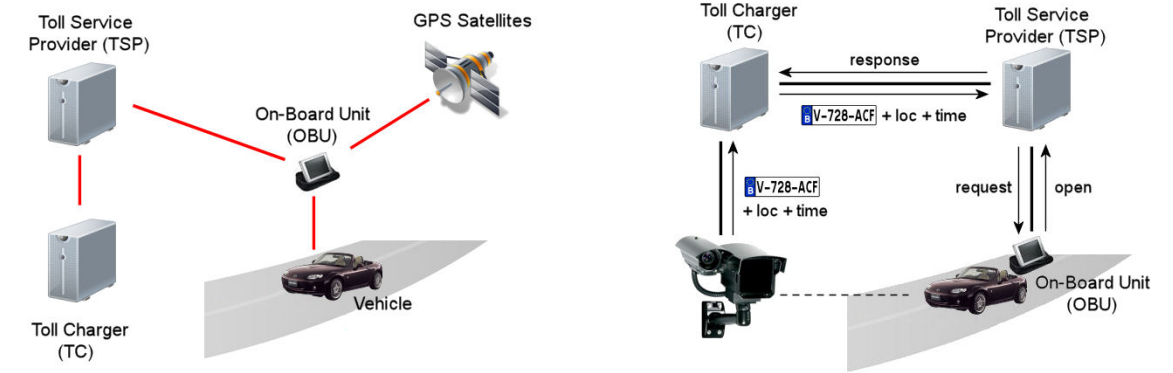 Toll Service
Provider (TSP)
GPS Satellites
On-Board Unit
(OBU)
Vehicle
Toll Charger
(TC)
Toll Charger
(TC)
Toll Service
Provider (TSP)
response
B V-728-ACF + loc + time
B V-728-ACF
+ loc + time
request
open
On-Board Unit
(OBU)